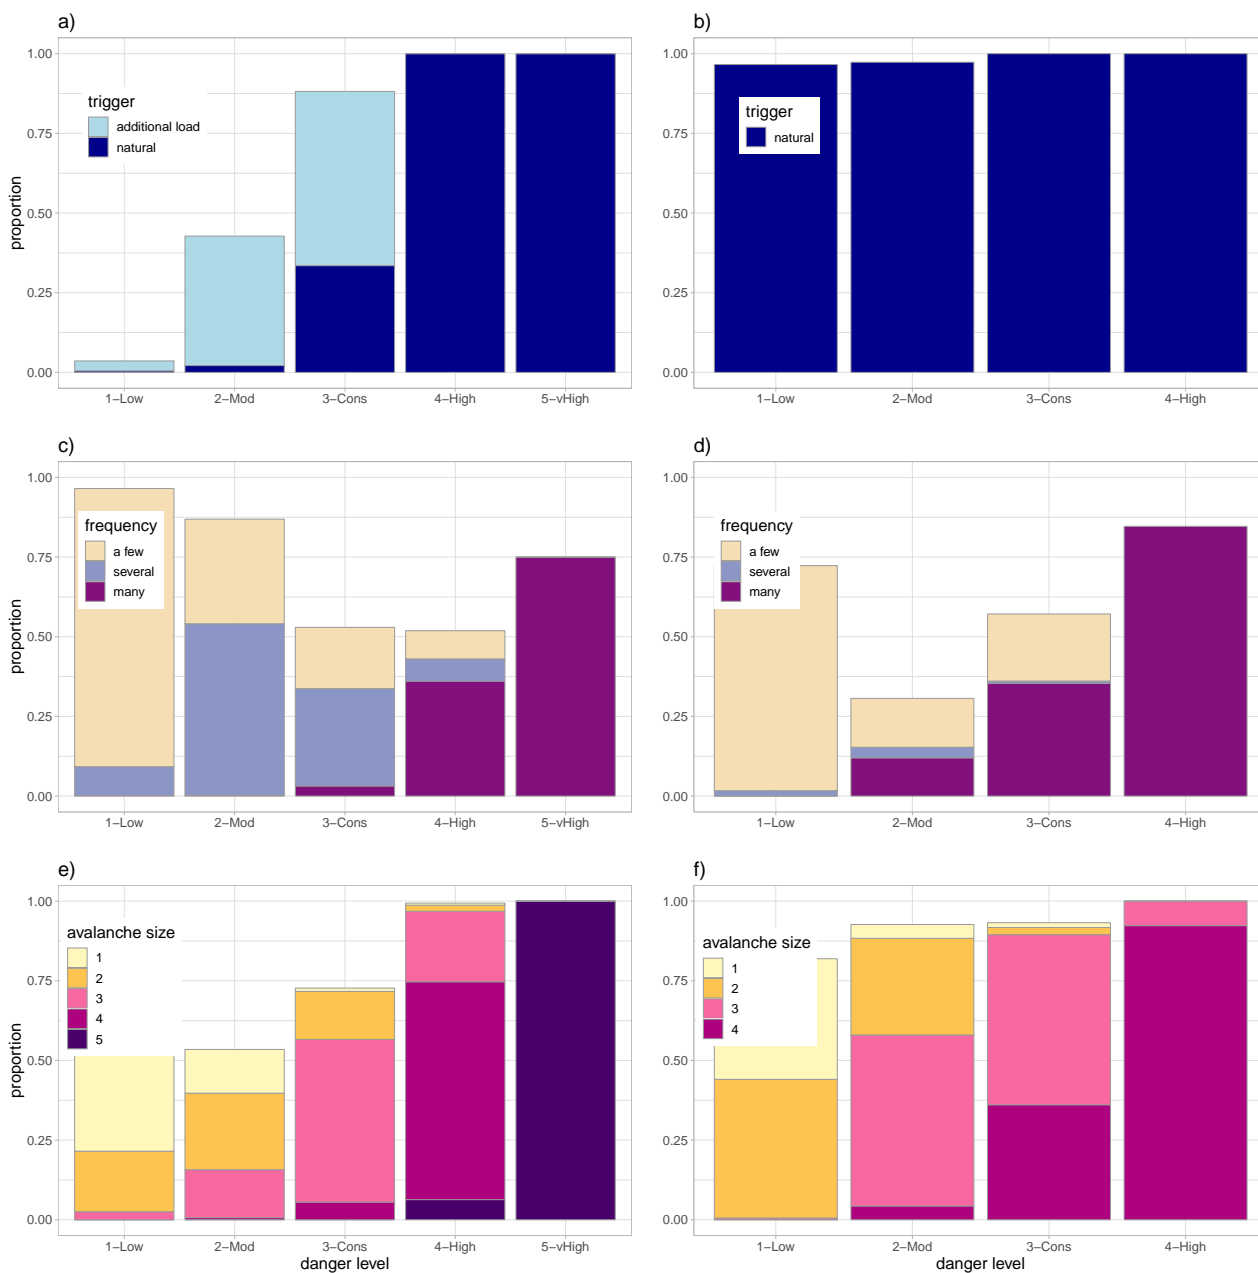 a)
1.00
0.75
0.50
0.25
0.00
proportion
trigger
additional load
natural
1−Low 2−Mod 3−Cons 4−High 5−vHigh
b)
1.00
0.75
0.50
0.25
0.00
trigger
natural
1−Low 2−Mod 3−Cons 4−High
c)
1.00
0.75
0.50
0.25
0.00
proportion
frequency
a few
several
many
1−Low 2−Mod 3−Cons 4−High 5−vHigh
d)
1.00
0.75
0.50
0.25
0.00
frequency
a few
several
many
1−Low 2−Mod 3−Cons 4−High
e)
1.00
0.75
0.50
0.25
0.00
proportion
avalanche size
1
2
3
4
5
1−Low 2−Mod 3−Cons 4−High 5−vHigh
danger level
f)
1.00
0.75
0.50
0.25
0.00
avalanche size
1
2
3
4
1−Low 2−Mod 3−Cons 4−High
danger level